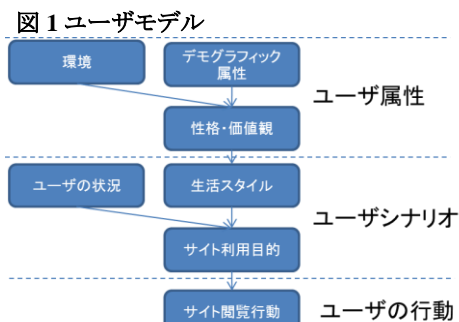 図 1 ユーザモデル
環境
デモグラフィック
属性
ユーザ属性
性格・価値観
ユーザの状況
生活スタイル
ユーザシナリオ
サイト利用目的
サイト閲覧行動
ユーザの行動